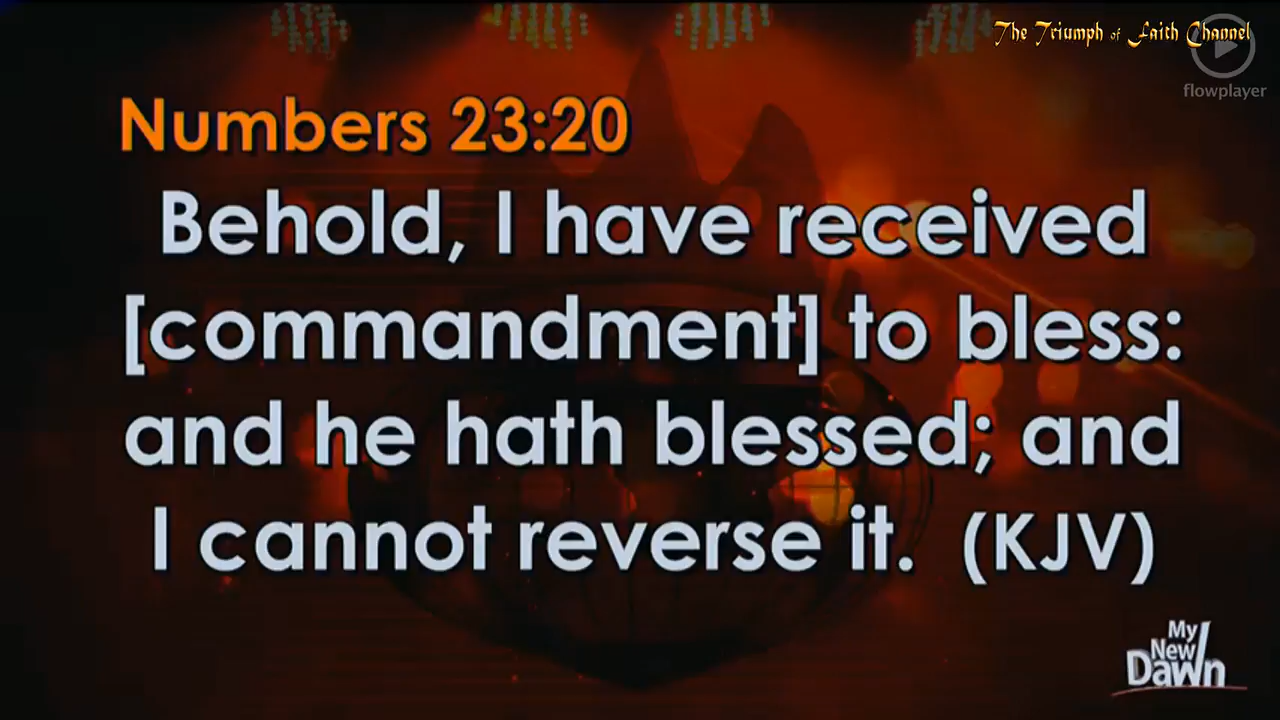 The Triumph of Faith Channel
flowplayer
Numbers 23:20
Behold, I have received
[commandment] to bless:
and he hath blessed; and
I cannot reverse it. (KJV)
My
New
Dawn